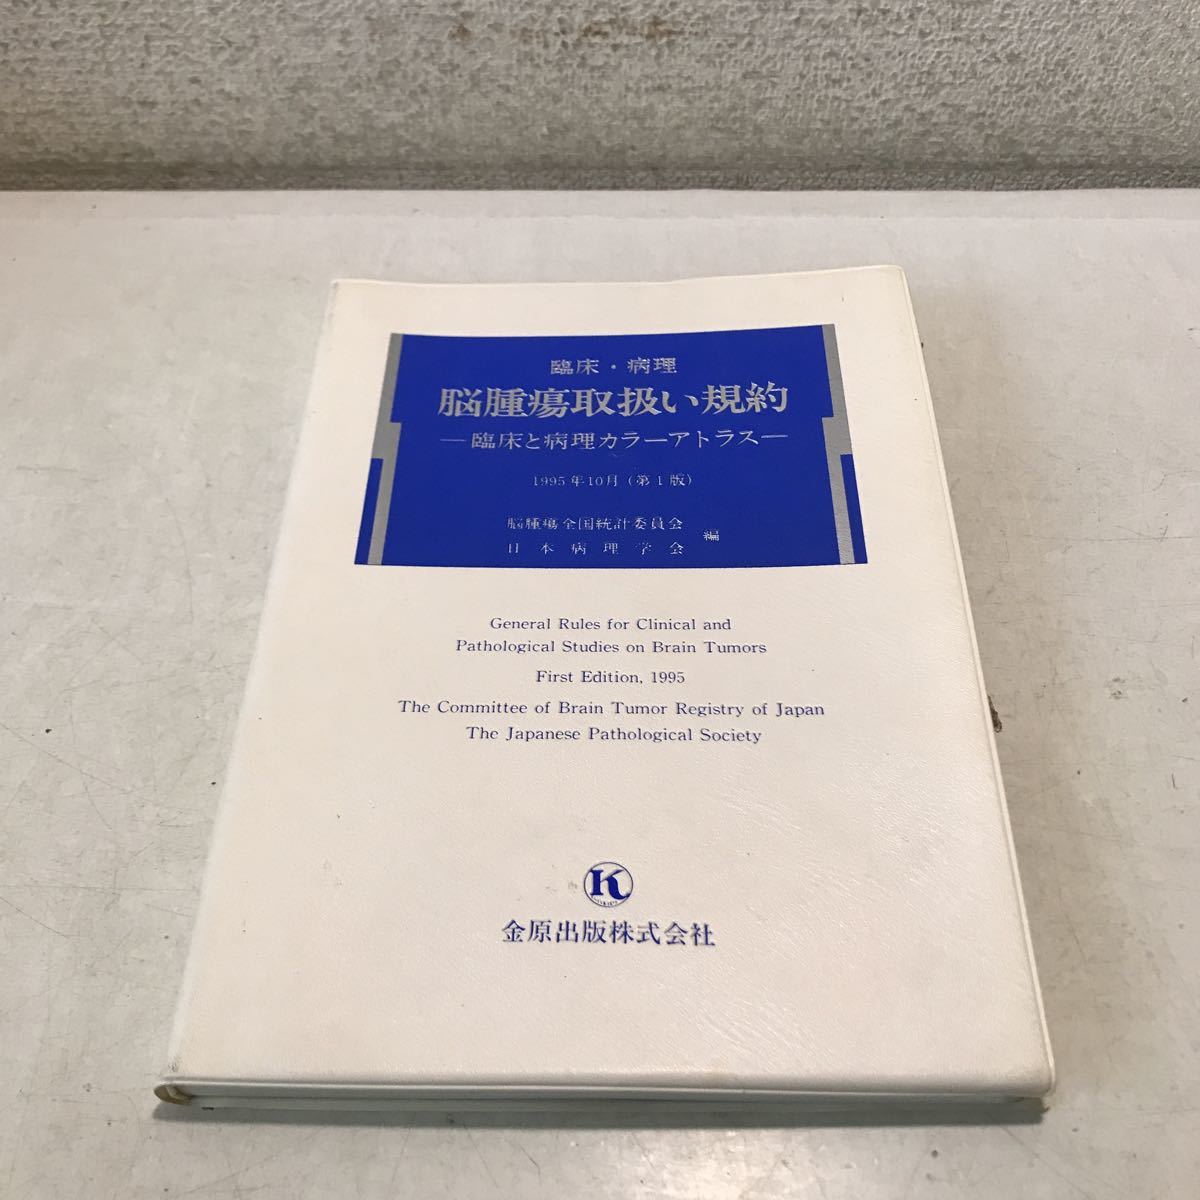 臨床・病理
脳腫瘍取扱い規約
―臨床と病理カラーアトラス―
1995年10月（第1版）
脳腫瘍全国統計委員会
日本病理学会
編
General Rules for Clinical and
Pathological Studies on Brain Tumors
First Edition, 1995
The Committee of Brain Tumor Registry of Japan
The Japanese Pathological Society
K
金原出版株式会社